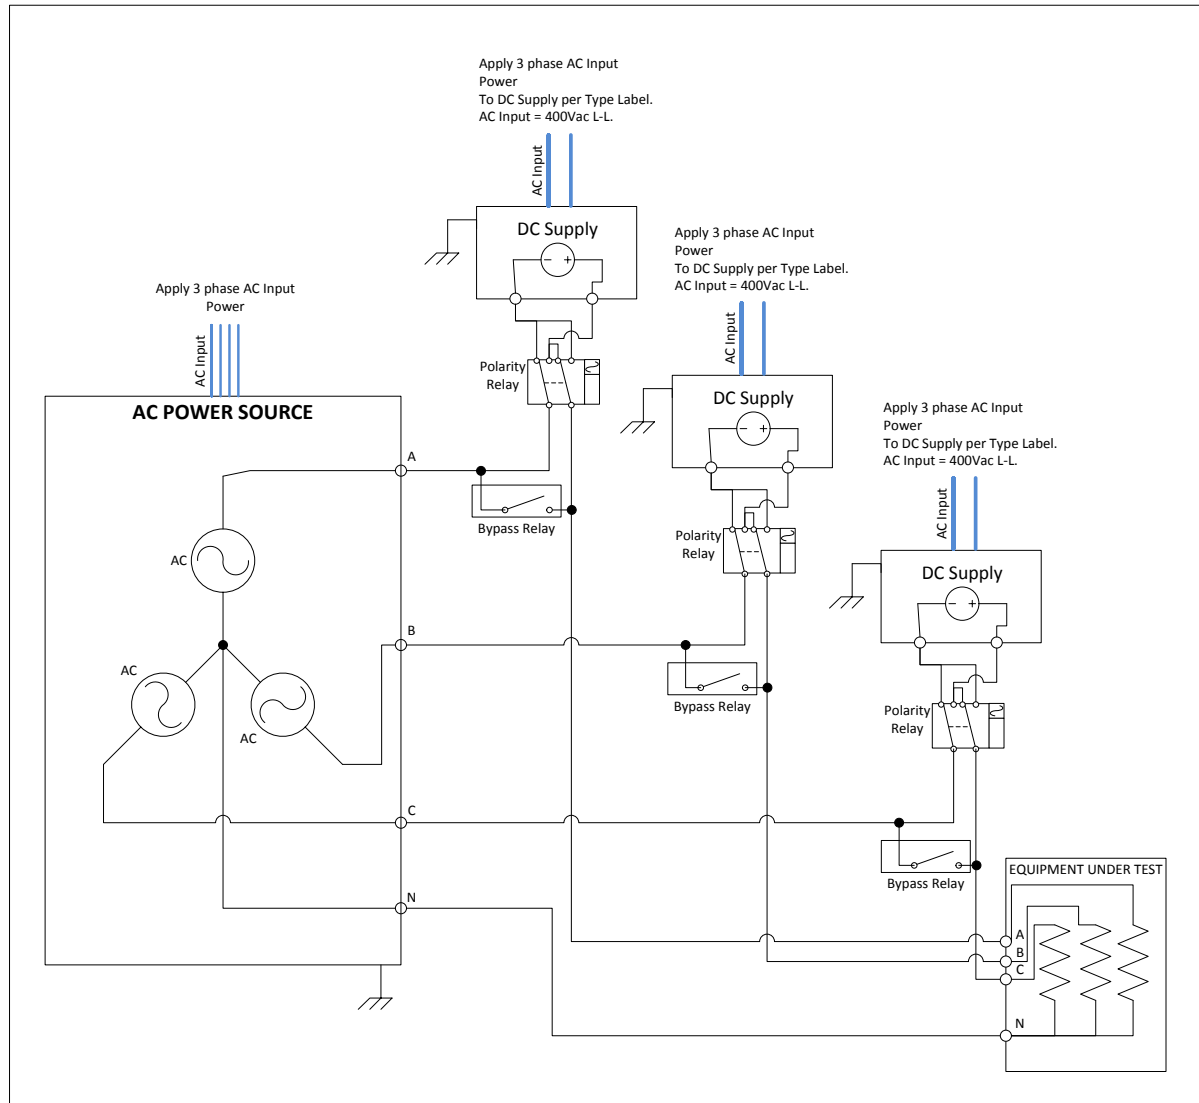 Apply 3 phase AC Input
Power
To DC Supply per Type Label.
AC Input = 400Vac L-L.
AC Input
DC Supply
- +
Polarity
Relay
Bypass Relay
Apply 3 phase AC Input
Power
To DC Supply per Type Label.
AC Input = 400Vac L-L.
AC Input
DC Supply
- +
Polarity
Relay
Bypass Relay
Apply 3 phase AC Input
Power
To DC Supply per Type Label.
AC Input = 400Vac L-L.
AC Input
DC Supply
- +
Polarity
Relay
Bypass Relay
Apply 3 phase AC Input
Power
AC Input
AC POWER SOURCE
A
AC
B
AC
AC
C
N
EQUIPMENT UNDER TEST
A
B
C
N